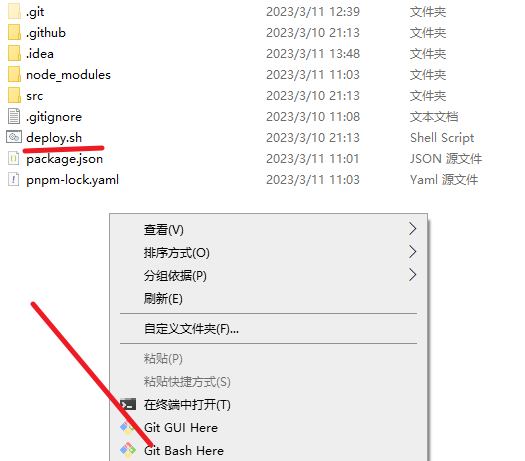 .git 2023/3/11 12:39 文件夹
.github 2023/3/10 21:13 文件夹
.idea 2023/3/11 13:48 文件夹
node_modules 2023/3/11 11:03 文件夹
src 2023/3/10 21:13 文件夹
.gitignore 2023/3/10 11:08 文本文档
deploy.sh 2023/3/10 21:13 Shell Script
package.json 2023/3/11 11:01 JSON 源文件
pnpm-lock.yaml 2023/3/11 11:03 Yaml 源文件
查看(V)
排序方式(O)
分组依据(P)
刷新(E)
自定义文件夹(F)...
粘贴(P)
粘贴快捷方式(S)
在终端中打开(T)
Git GUI Here
Git Bash Here